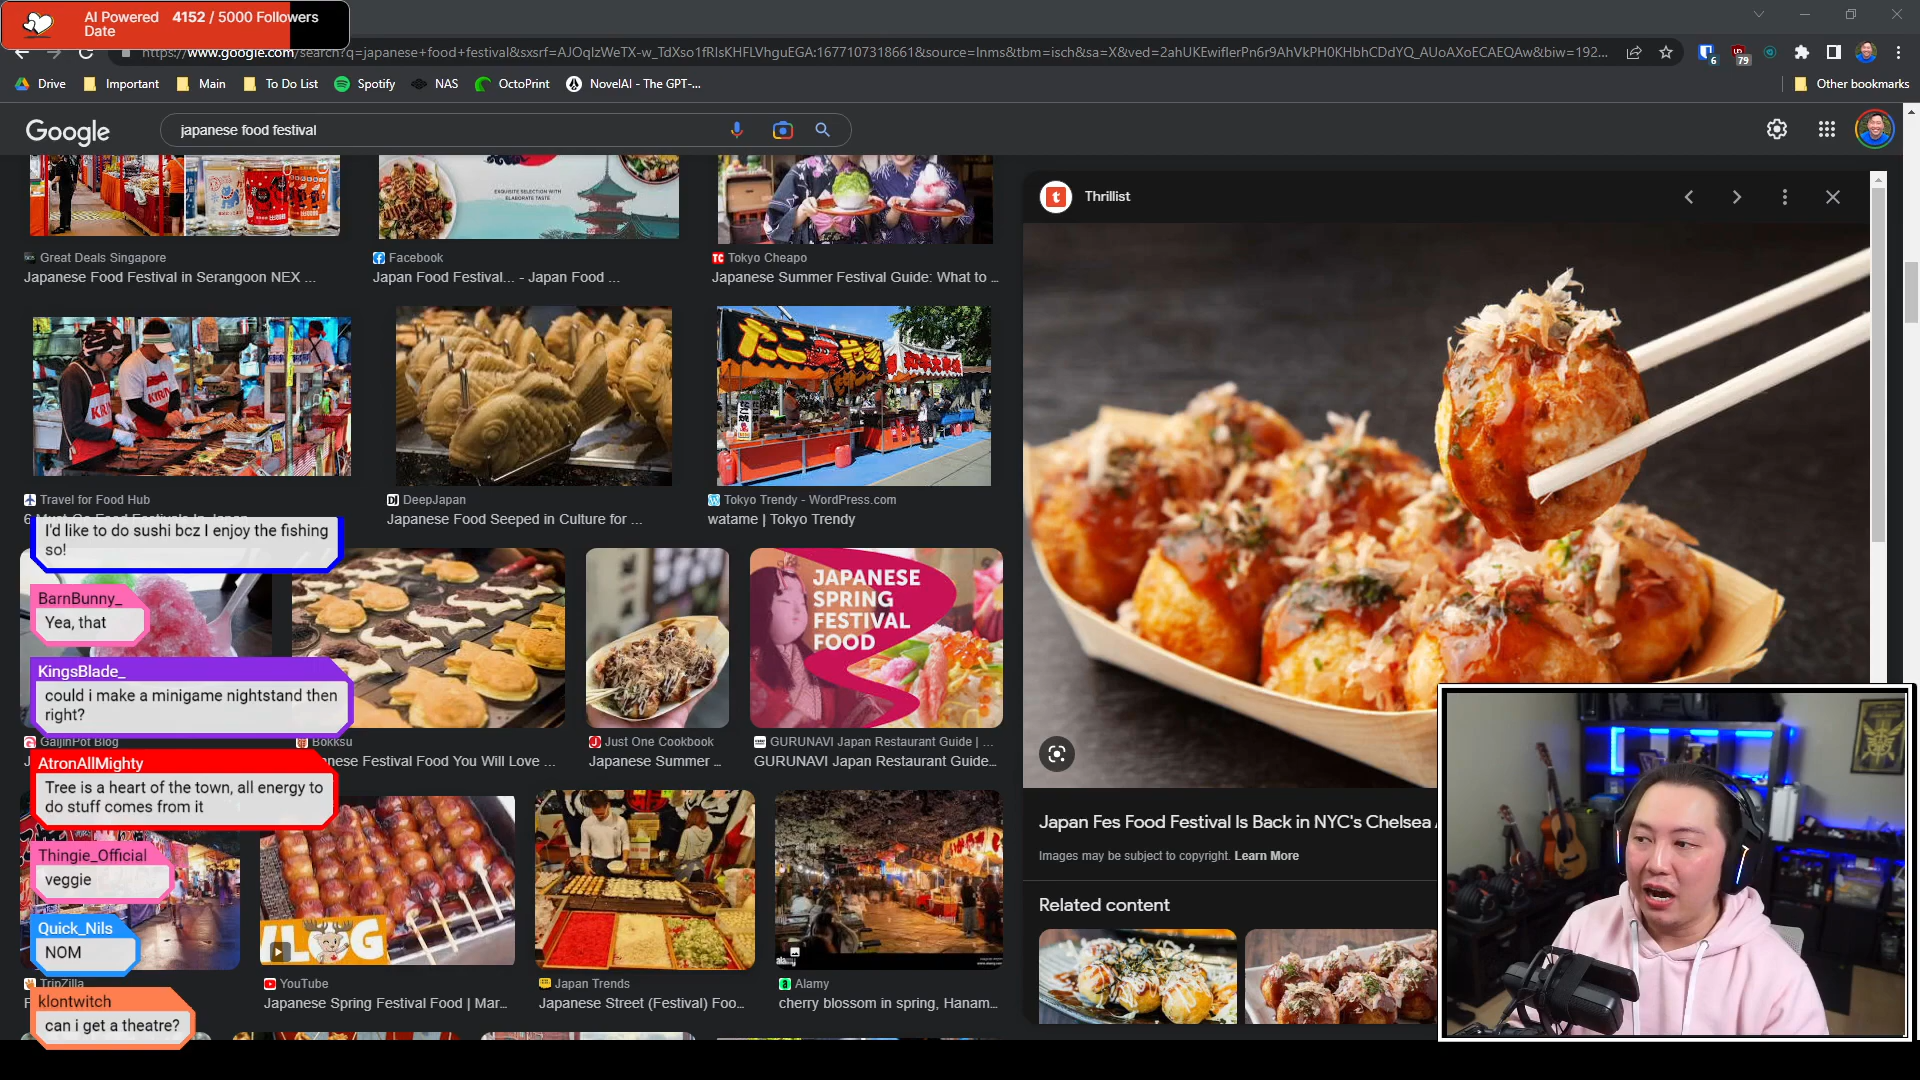 AI Powered
Date
4152 / 5000 Followers
https://www.google.com/search?q=japanese+food+festival&sxsrf=AJOqlzWeTX-w_TdXso1fRlsKHFLVhguEGA:1677107318661&source=lnms&tbm=isch&sa=X&ved=2ahUKEwiflerPn6r9AhVkPH0KHbhCDdYQ_AUoAXoECAEQAw&biw=192...
6
79
Drive
Important
Main
To Do List
Spotify
NAS
OctoPrint
NovelAI - The GPT-...
Other bookmarks
Google
japanese food festival
EXQUISITE SELECTION WITH
ELABORATE TASTE
Great Deals Singapore
Japanese Food Festival in Serangoon NEX ...
Facebook
Japan Food Festival... - Japan Food ...
TC Tokyo Cheapo
Japanese Summer Festival Guide: What to ...
Travel for Food Hub
DeepJapan
Japanese Food Seeped in Culture for ...
Tokyo Trendy - WordPress.com
watame | Tokyo Trendy
I'd like to do sushi bcz I enjoy the fishing
so!
BarnBunny_
Yea, that
KingsBlade_
could i make a minigame nightstand then
right?
JAPANESE
SPRING
FESTIVAL
FOOD
GaijinPot Blog
Bokksu
nese Festival Food You Will Love ...
Just One Cookbook
Japanese Summer ...
GURUNAVI Japan Restaurant Guide | ...
GURUNAVI Japan Restaurant Guide...
AtronAllMighty
Tree is a heart of the town, all energy to
do stuff comes from it
Thingie_Official
veggie
Quick_Nils
NOM
TripZilla
YouTube
Japanese Spring Festival Food | Mar...
Japan Trends
Japanese Street (Festival) Foo...
alamy
a Alamy
cherry blossom in spring, Hanam...
klontwitch
can i get a theatre?
t Thrillist
Japan Fes Food Festival Is Back in NYC's Chelsea
Images may be subject to copyright. Learn More
Related content